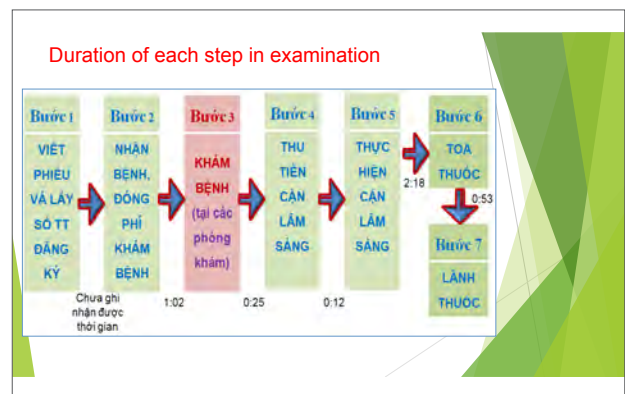 Duration of each step in examination
Bước 1
VIẾT
PHIẾU
VÀ LẤY
SỐ TT
ĐĂNG
KÝ
Bước 2
NHẬN
BỆNH,
ĐÓNG
PHÍ
KHÁM
BỆNH
Bước 3
KHÁM
BỆNH
(tại các
phòng
khám)
Bước 4
THU
TIỀN
CẬN
LÂM
SÀNG
Bước 5
THỰC
HIỆN
CẬN
LÂM
SÀNG
Bước 6
TOA
THUỐC
Bước 7
LÃNH
THUỐC
Chưa ghi
nhận được
thời gian
1:02
0:25
0:12
2:18
0:53